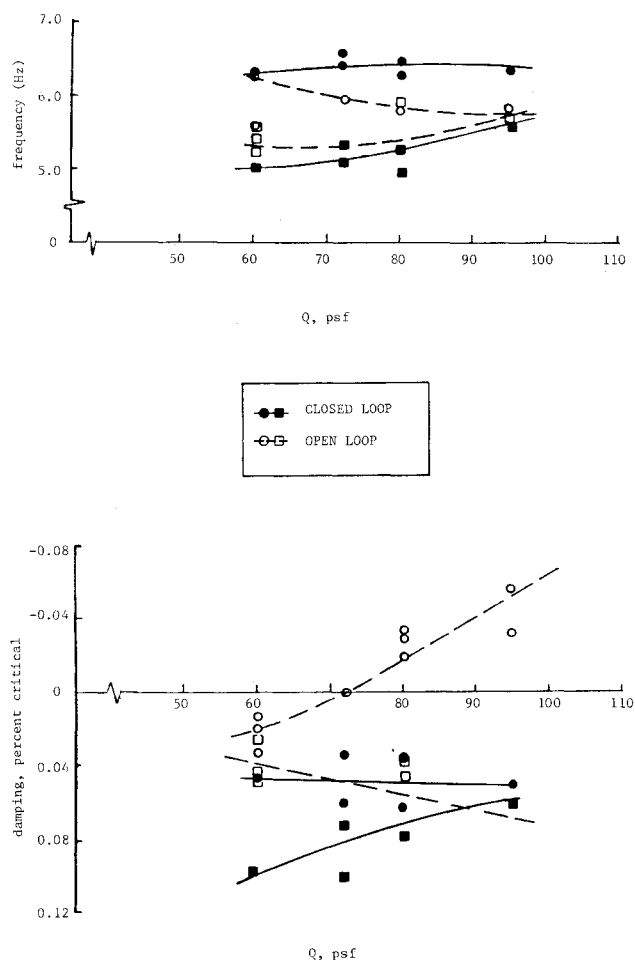 7.0
6.0
5.0
0
frequency (Hz)
50 60 70 80 90 100 110
Q, psf
CLOSED LOOP
OPEN LOOP
-0.08
-0.04
0
0.04
0.08
0.12
damping, percent critical
50 60 70 80 90 100 110
Q, psf